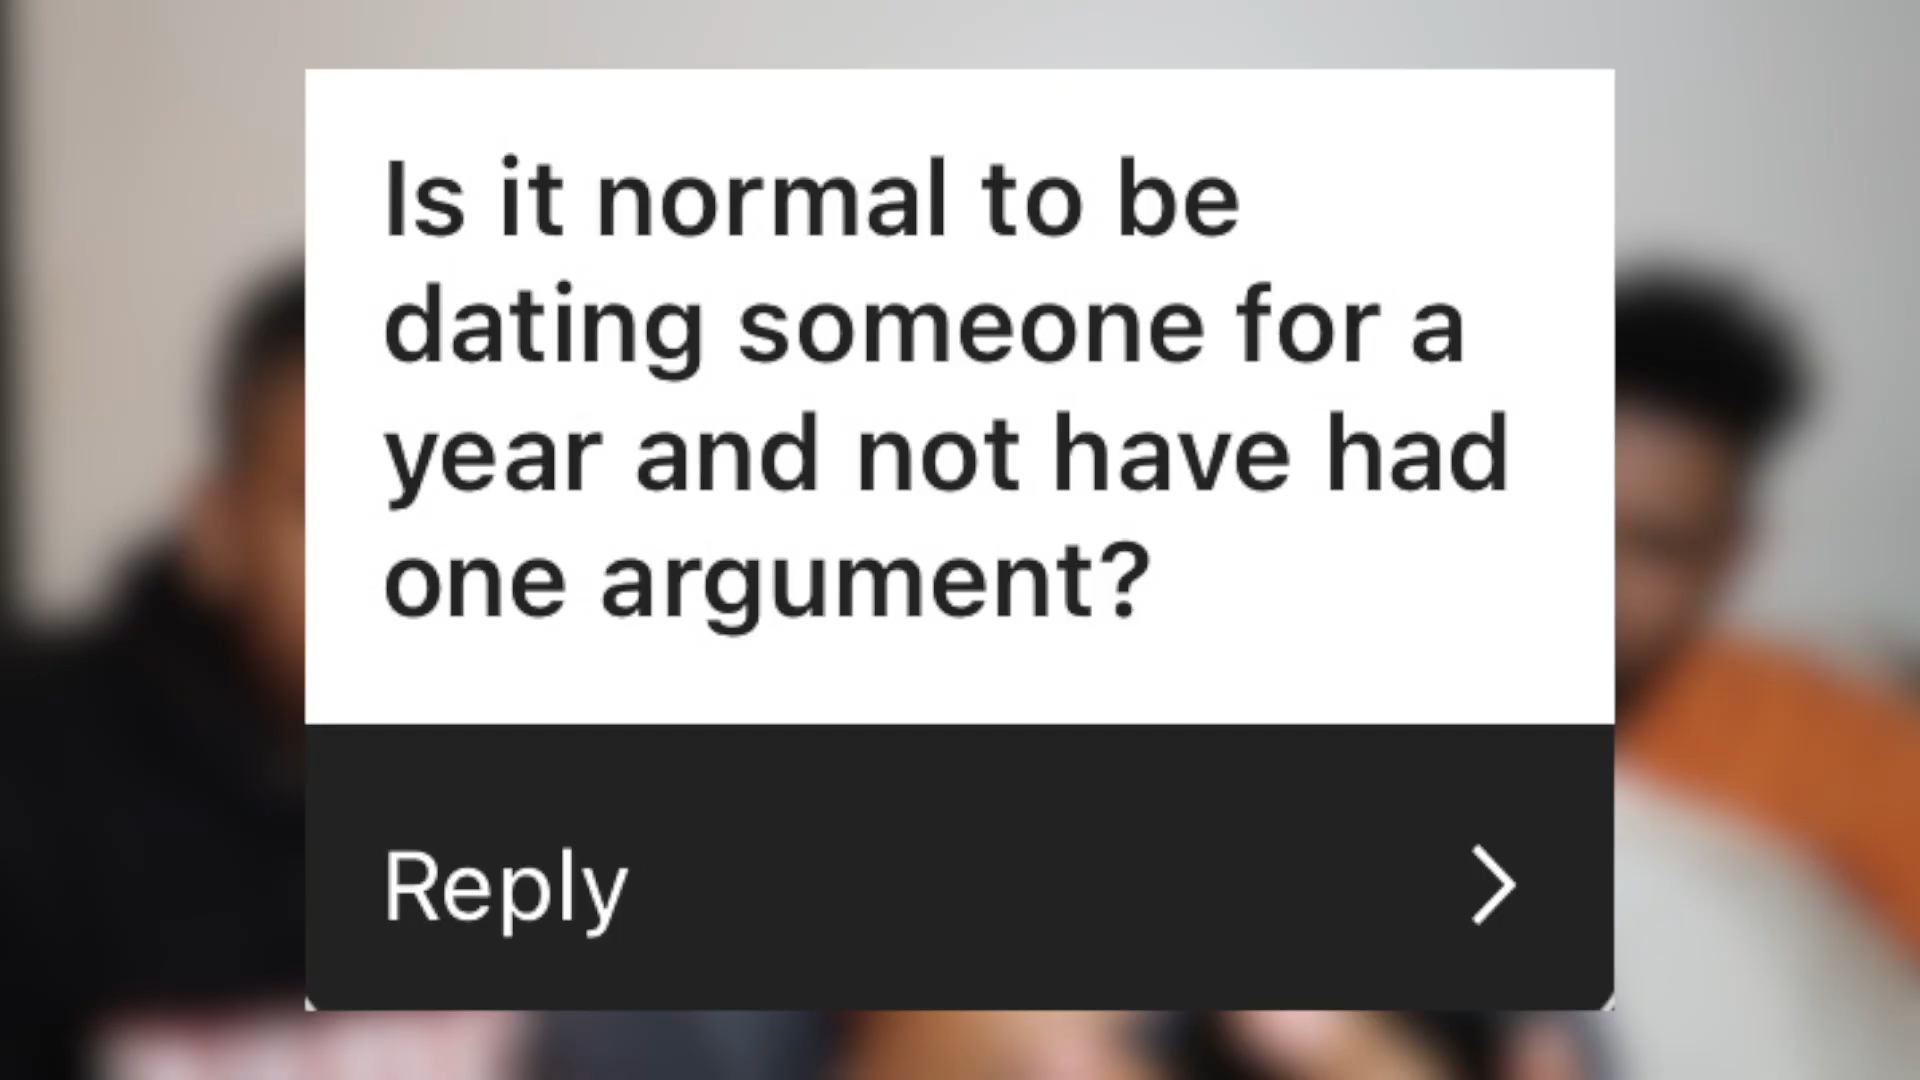 Is it normal to be
dating someone for a
year and not have had
one argument?
Reply